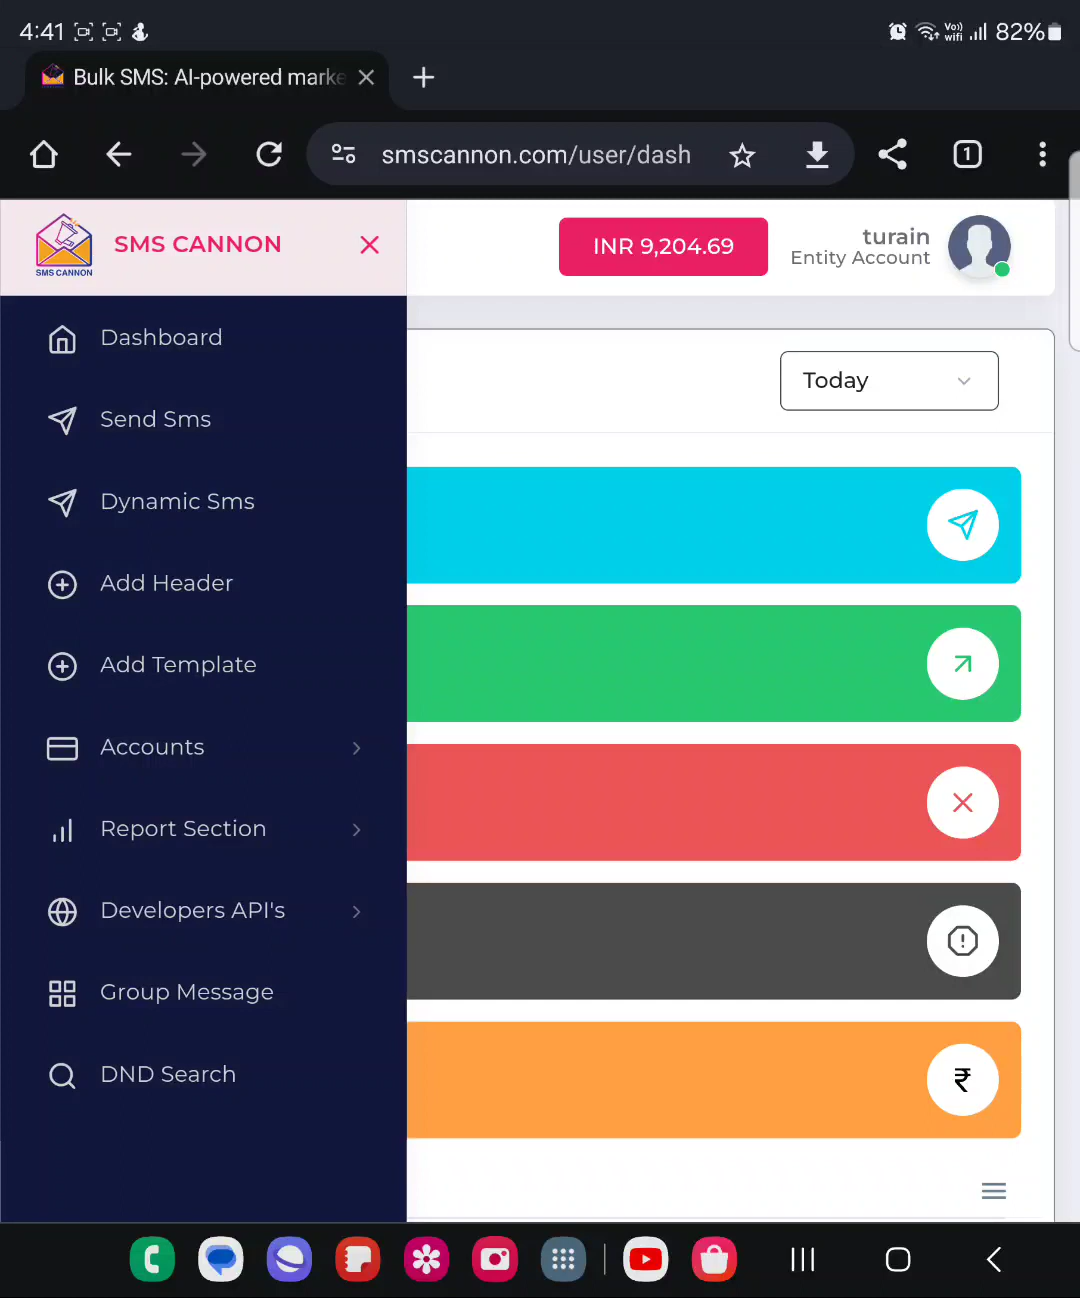 4:41
Vo)) wifi
82%
Bulk SMS: AI-powered marke
smscannon.com/user/dash
1
SMS CANNON
SMS CANNON
INR 9,204.69
turain
Entity Account
Dashboard
Today
Send Sms
Dynamic Sms
Add Header
Add Template
Accounts
Report Section
Developers API's
Group Message
DND Search
₹